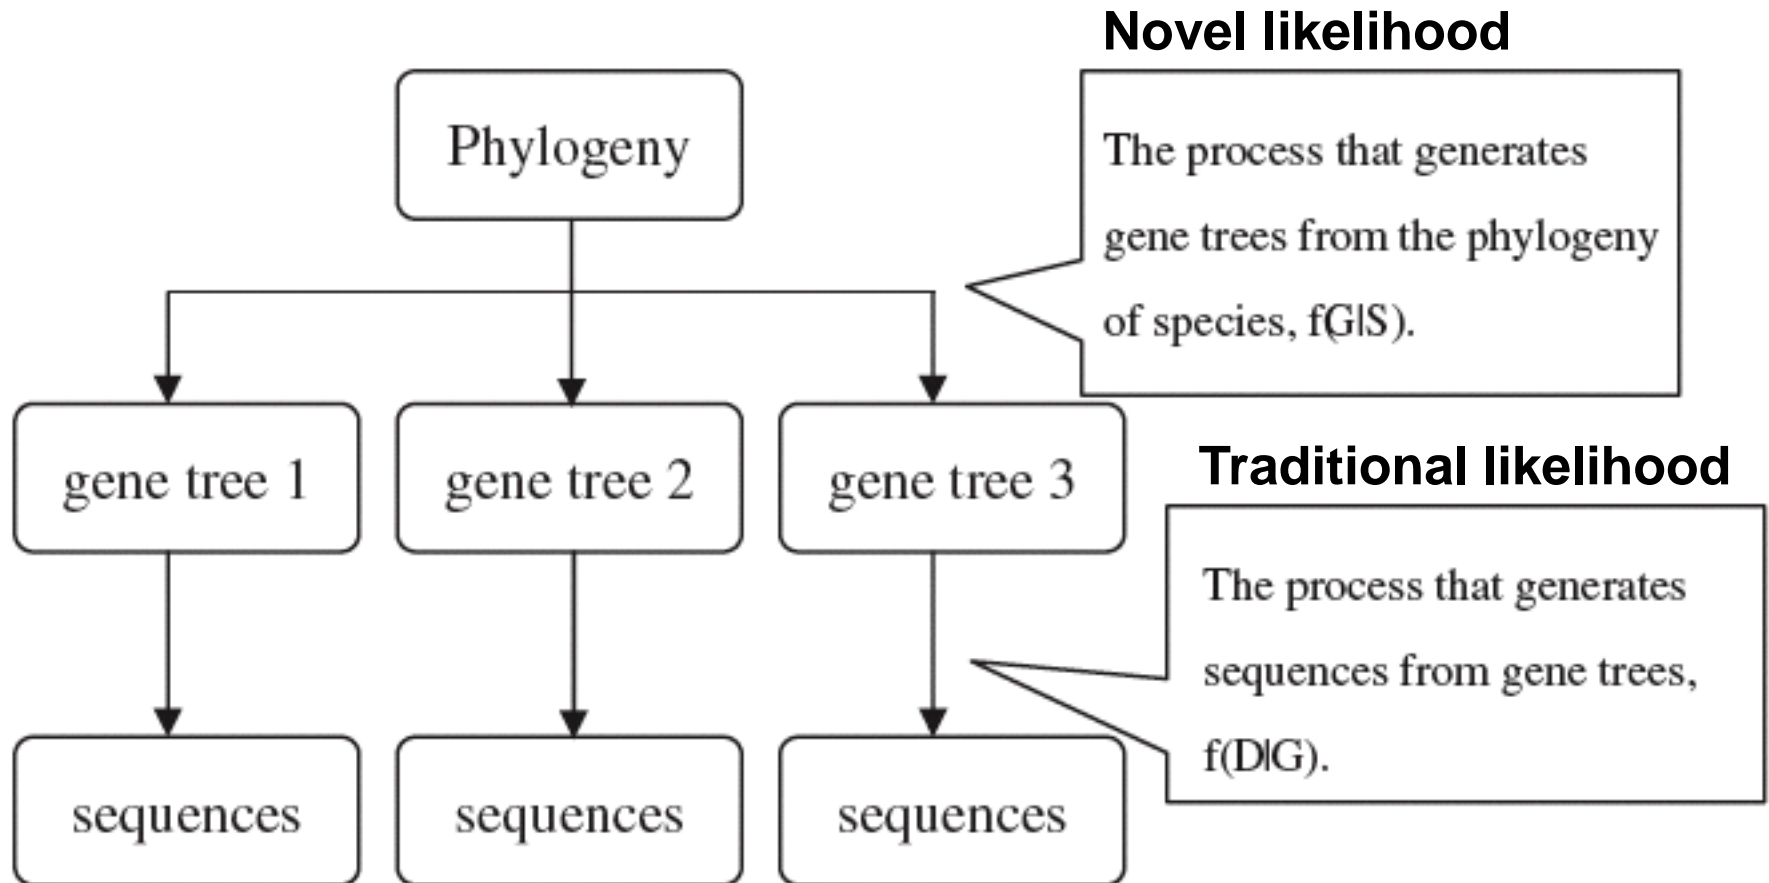 Novel likelihood
Phylogeny
The process that generates
gene trees from the phylogeny
of species, f(G|S).
gene tree 1
gene tree 2
gene tree 3
Traditional likelihood
The process that generates
sequences from gene trees,
f(D|G).
sequences
sequences
sequences